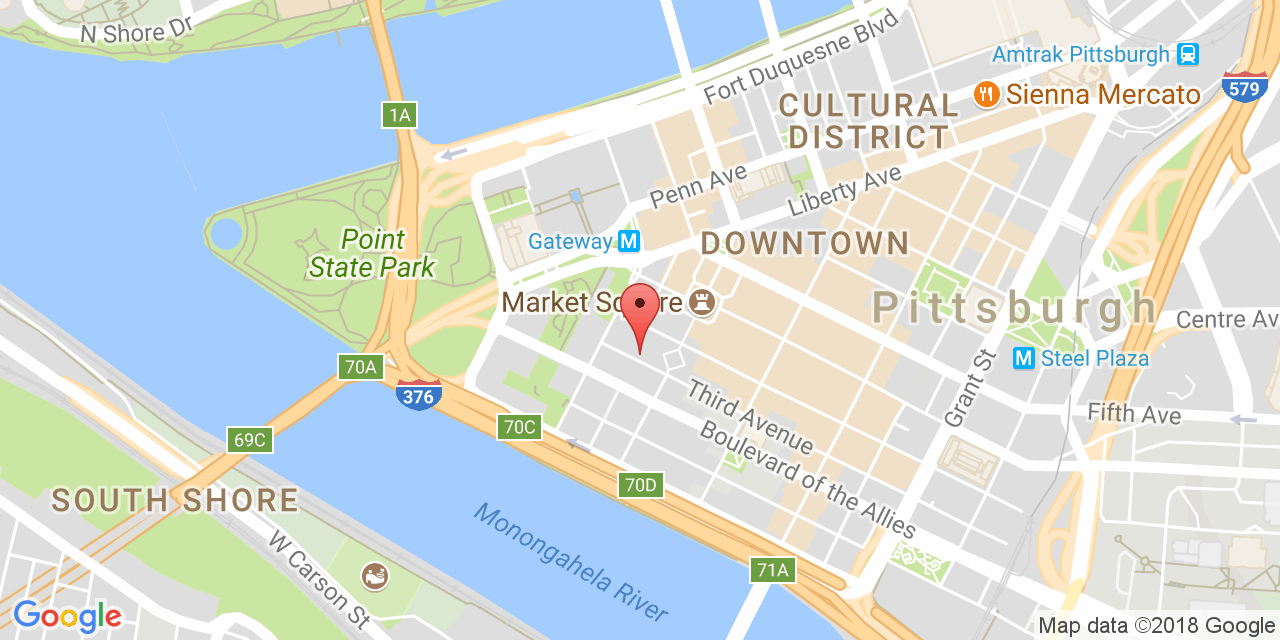 N Shore Dr
Fort Duquesne Blvd
Amtrak Pittsburgh
579
Sienna Mercato
1A
CULTURAL
DISTRICT
Penn Ave
Liberty Ave
Point
State Park
Gateway M
DOWNTOWN
Market Square
Pittsburgh
Centre Av
M Steel Plaza
70A
376
Grant St
Third Avenue
Fifth Ave
70C
69C
Boulevard of the Allies
70D
SOUTH SHORE
Monongahela River
W Carson St
71A
Google
Map data ©2018 Google